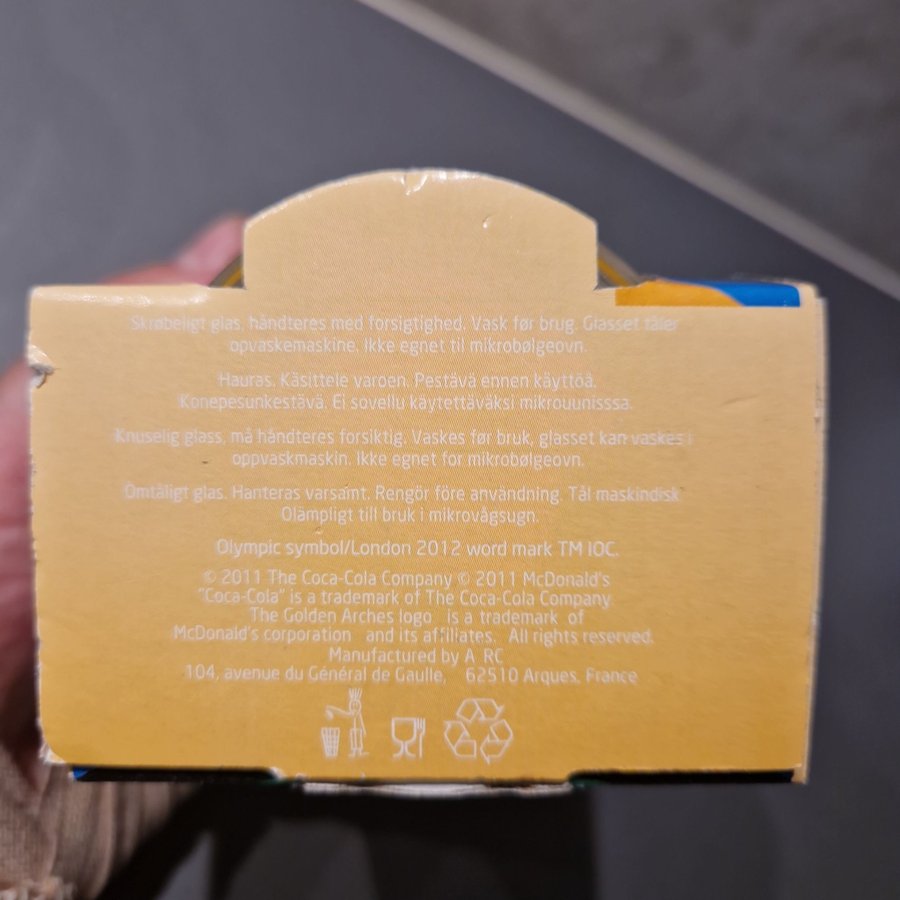 Skrøbeligt glas, håndteres med forsigtighed. Vask før brug. Glasset tåler
opvaskemaskine. Ikke egnet til mikrobølgeovn.
Hauras. Käsittele varoen. Pestävä ennen käyttöä.
Konepesunkestävä. Ei sovellu käytettäväksi mikrouunisssa.
Knuselig glass, må håndteres forsiktig. Vaskes før bruk, glasset kan vaskes i
oppvaskmaskin. Ikke egnet for mikrobølgeovn.
Ömtåligt glas. Hanteras varsamt. Rengör före användning. Tål maskindisk
Olämpligt till bruk i mikrovågsugn.
Olympic symbol/London 2012 word mark TM IOC.
© 2011 The Coca-Cola Company © 2011 McDonald's
"Coca-Cola" is a trademark of The Coca-Cola Company.
The Golden Arches logo is a trademark of
McDonald's corporation and its affiliates. All rights reserved.
Manufactured by A RC
104, avenue du Général de Gaulle, 62510 Arques, France